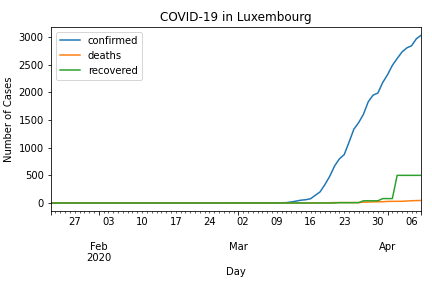 COVID-19 in Luxembourg
confirmed
deaths
recovered
Number of Cases
3000
2500
2000
1500
1000
500
0
27 03 10 17 24 02 09 16 23 30 06
Feb Mar Apr
2020
Day